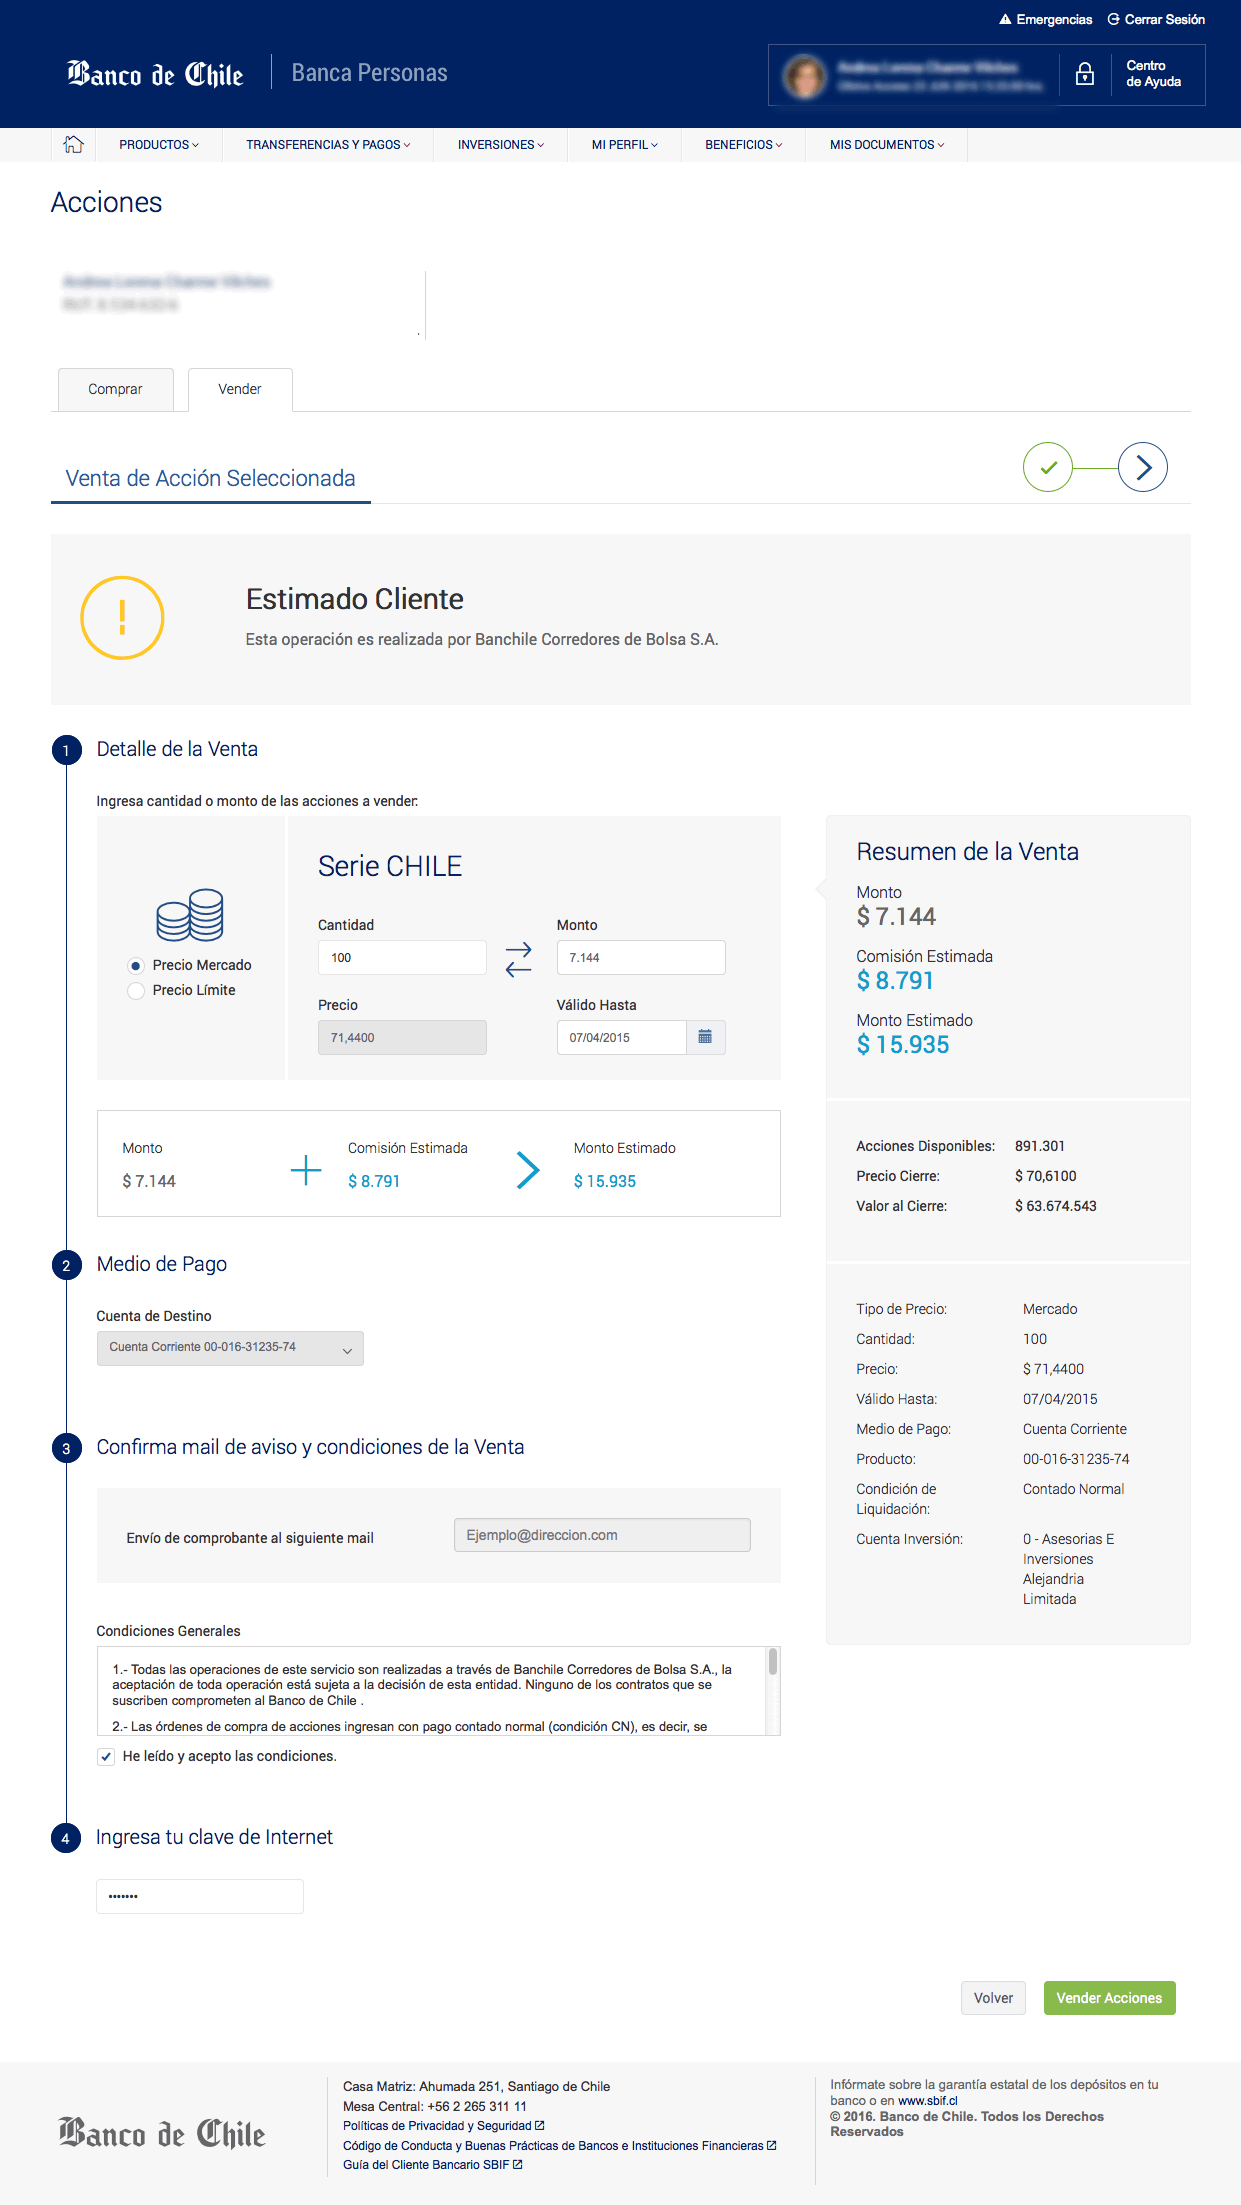 Emergencias Cerrar Sesión
Banco de Chile Banca Personas
Centro
de Ayuda
PRODUCTOS TRANSFERENCIAS Y PAGOS INVERSIONES MI PERFIL BENEFICIOS MIS DOCUMENTOS
Acciones
Comprar Vender
Venta de Acción Seleccionada
Estimado Cliente
Esta operación es realizada por Banchile Corredores de Bolsa S.A.
1 Detalle de la Venta
Ingresa cantidad o monto de las acciones a vender:
Serie CHILE
Precio Mercado
Precio Límite
Cantidad Monto
100 7.144
Precio Válido Hasta
71,4400 07/04/2015
Monto Comisión Estimada Monto Estimado
$ 7.144 $ 8.791 $ 15.935
Resumen de la Venta
Monto
$ 7.144
Comisión Estimada
$ 8.791
Monto Estimado
$ 15.935
Acciones Disponibles: 891.301
Precio Cierre: $ 70,6100
Valor al Cierre: $ 63.674.543
Tipo de Precio: Mercado
Cantidad: 100
Precio: $ 71,4400
Válido Hasta: 07/04/2015
Medio de Pago: Cuenta Corriente
Producto: 00-016-31235-74
Condición de Contado Normal
Liquidación:
Cuenta Inversión: 0 - Asesorias E
Inversiones
Alejandria
Limitada
2 Medio de Pago
Cuenta de Destino
Cuenta Corriente 00-016-31235-74
3 Confirma mail de aviso y condiciones de la Venta
Envío de comprobante al siguiente mail Ejemplo@direccion.com
Condiciones Generales
1.- Todas las operaciones de este servicio son realizadas a través de Banchile Corredores de Bolsa S.A., la
aceptación de toda operación está sujeta a la decisión de esta entidad. Ninguno de los contratos que se
suscriben comprometen al Banco de Chile .
2.- Las órdenes de compra de acciones ingresan con pago contado normal (condición CN), es decir, se
He leído y acepto las condiciones.
4 Ingresa tu clave de Internet
•••••••
Volver Vender Acciones
Banco de Chile
Casa Matriz: Ahumada 251, Santiago de Chile
Mesa Central: +56 2 265 311 11
Políticas de Privacidad y Seguridad
Código de Conducta y Buenas Prácticas de Bancos e Instituciones Financieras
Guía del Cliente Bancario SBIF
Infórmate sobre la garantía estatal de los depósitos en tu
banco o en www.sbif.cl
© 2016. Banco de Chile. Todos los Derechos
Reservados